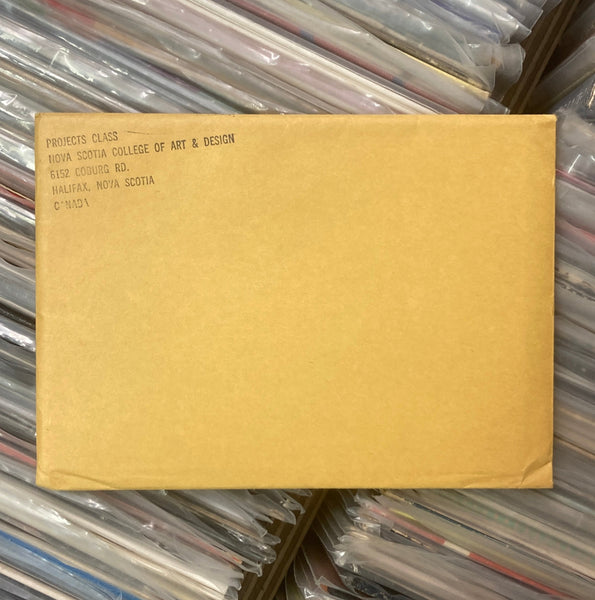 PROJECTS CLASS
NOVA SCOTIA COLLEGE OF ART & DESIGN
6152 COBURG RD.
HALIFAX, NOVA SCOTIA
CANADA